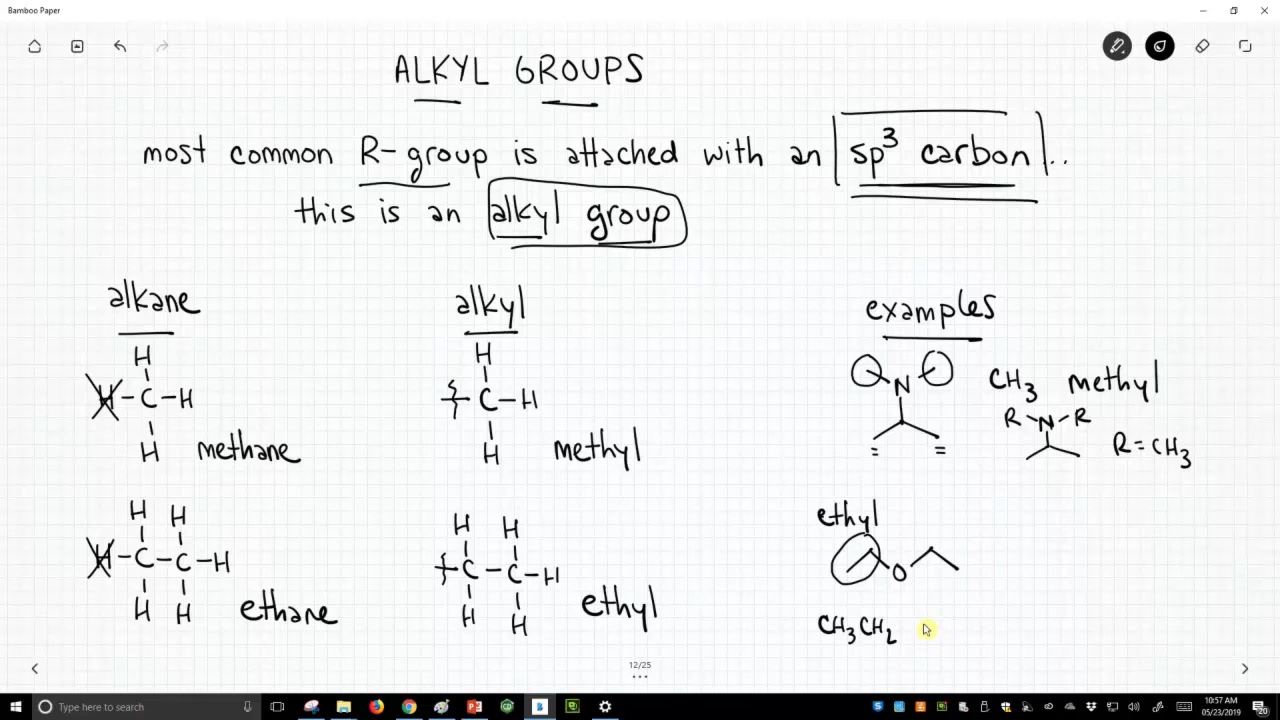 Bamboo Paper
ALKYL GROUPS
most common R-group is attached with an sp³ carbon..
this is an alkyl group
alkane
H
H-C-H
H
methane
H H
H-C-C-H
H H
ethane
alkyl
H
C-H
H
methyl
H H
C-C-H
H H
ethyl
examples
N
CH₃ methyl
R-N-R
R=CH₃
ethyl
O
CH₃CH₂
12/25
...
Type here to search
10:57 AM
05/23/2019
20